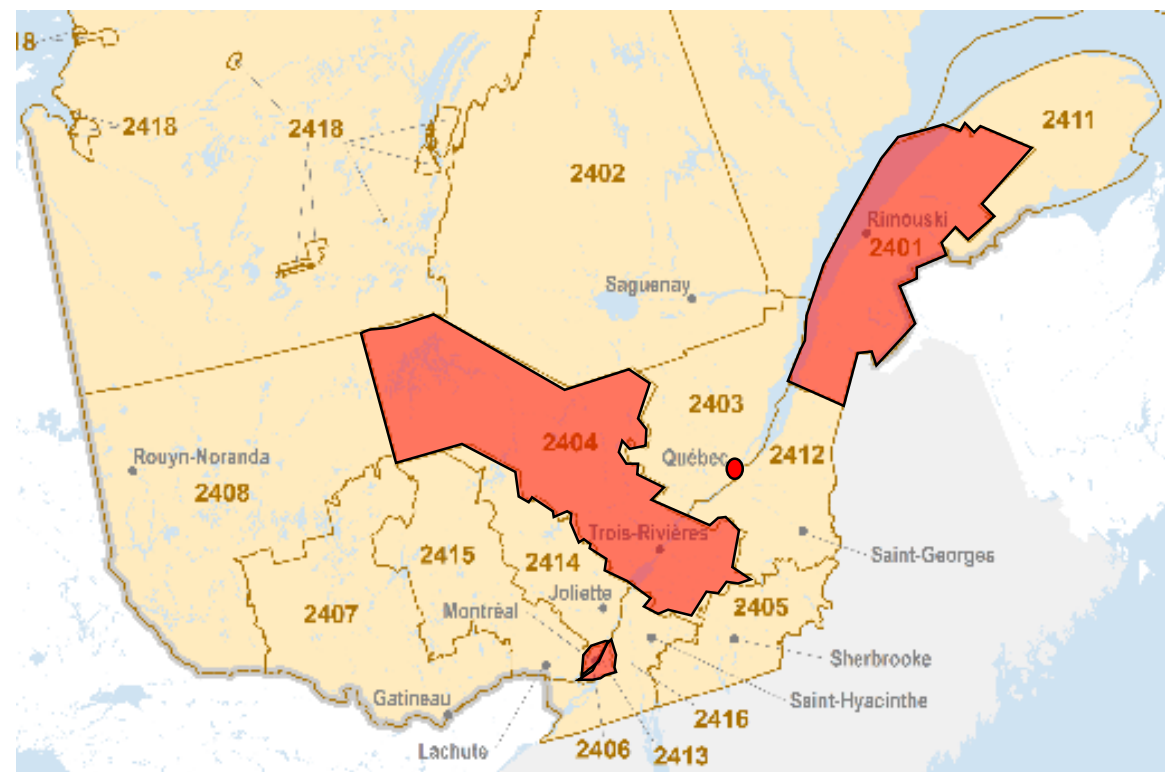 18
2418
2418
2411
2402
Rimouski
2401
Saguenay
2403
2404
Québec
2412
Rouyn-Noranda
2408
Trois-Rivières
Saint-Georges
2415
2414
Joliette
2405
Montréal
2407
Sherbrooke
Gatineau
Saint-Hyacinthe
2416
Lachute
2406
2413